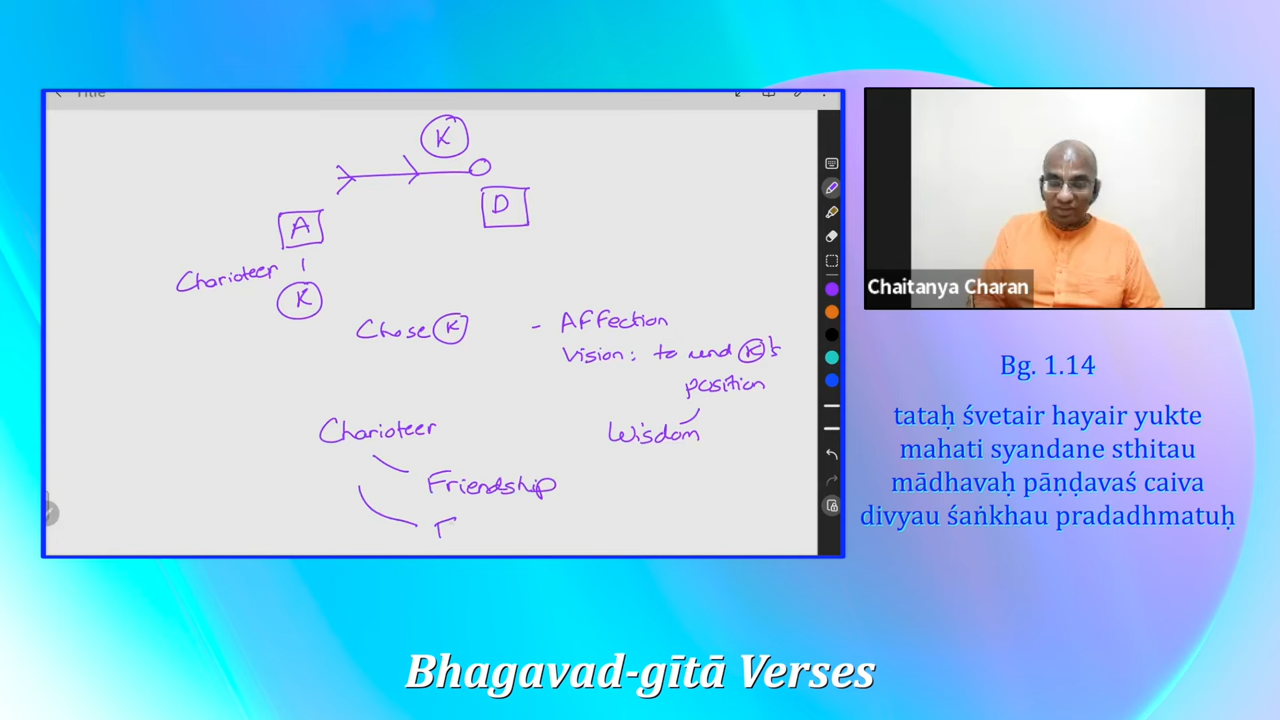 Title
K
A
D
Charioteer
K
Chose K - Affection
Vision: to und K's
position
Charioteer
Wisdom
Friendship
Chaitanya Charan
Bg. 1.14
tataḥ śvetair hayair yukte
mahati syandane sthitau
mādhavaḥ pāṇḍavaś caiva
divyau śaṅkhau pradadhmatuḥ
Bhagavad-gītā Verses